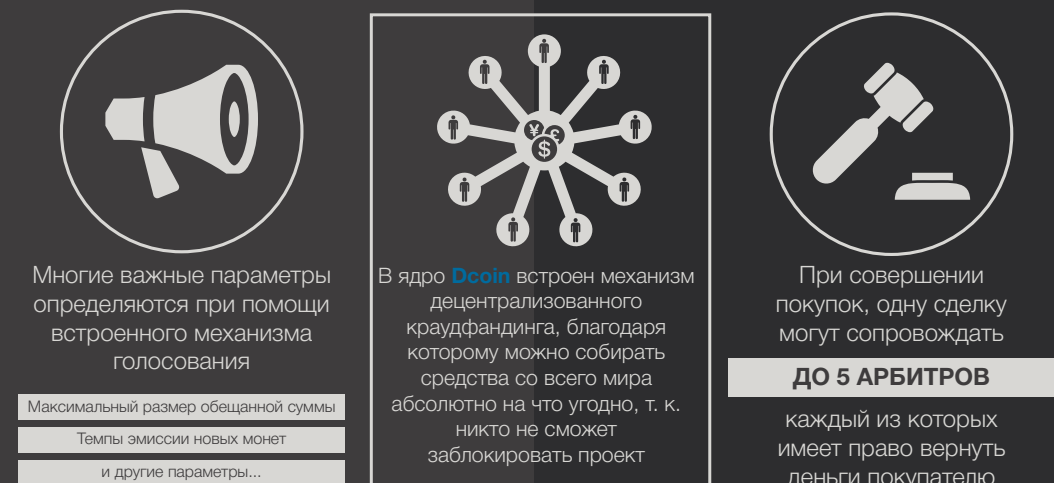 Многие важные параметры
определяются при помощи
встроенного механизма
голосования
Максимальный размер обещанной суммы
Темпы эмиссии новых монет
и другие параметры...
¥ £
$
В ядро Dcoin встроен механизм
децентрализованного
краудфандинга, благодаря
которому можно собирать
средства со всего мира
абсолютно на что угодно, т. к.
никто не сможет
заблокировать проект
При совершении
покупок, одну сделку
могут сопровождать
ДО 5 АРБИТРОВ
каждый из которых
имеет право вернуть
деньги покупателю